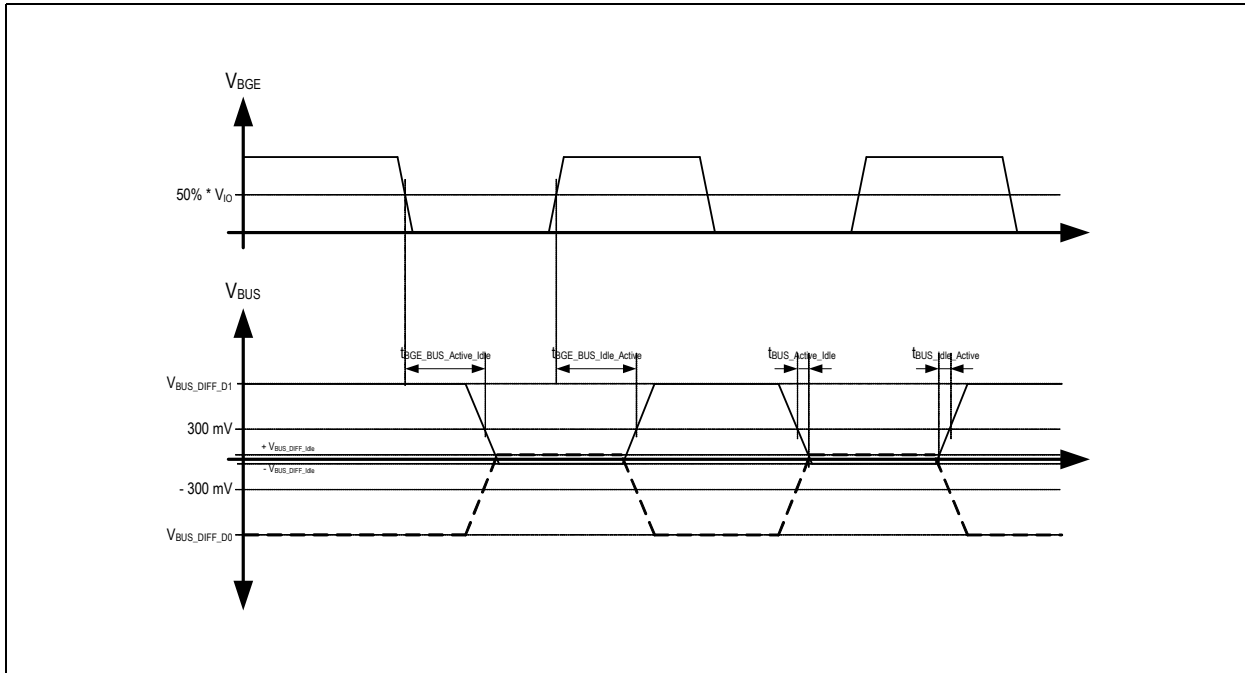 VBGE
50% * VIO
VBUS
tBGE_BUS_Active_Idle
tBGE_BUS_Idle_Active
tBUS_Active_Idle
tBUS_Idle_Active
VBUS_DIFF_D1
300 mV
+ VBUS_DIFF_Idle
- VBUS_DIFF_Idle
- 300 mV
VBUS_DIFF_D0